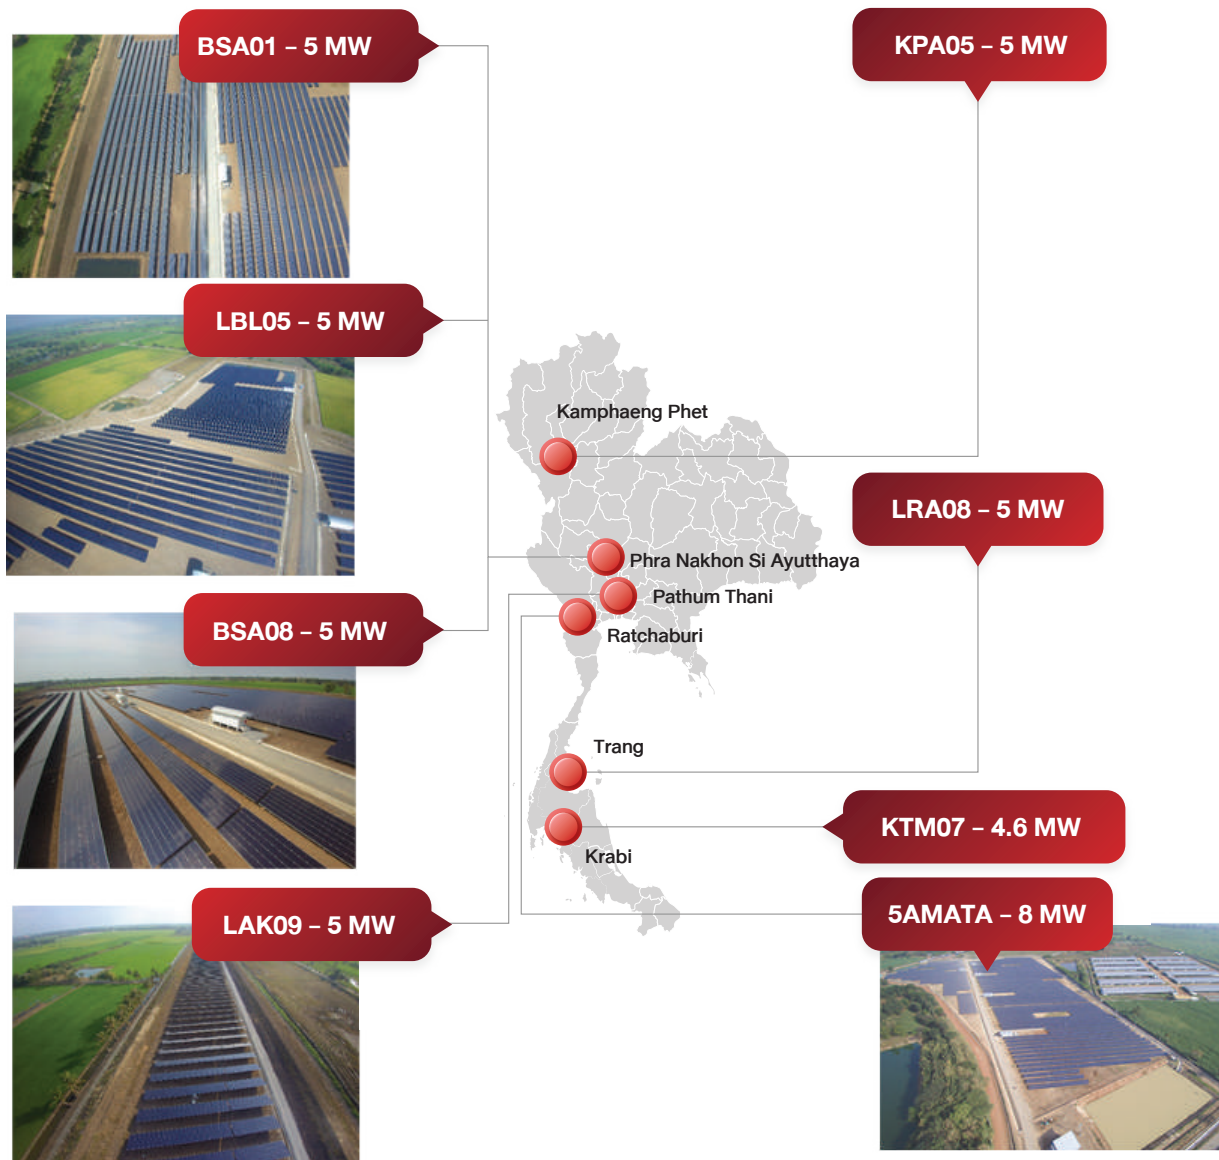 BSA01 – 5 MW
KPA05 – 5 MW
LBL05 – 5 MW
Kamphaeng Phet
LRA08 – 5 MW
Phra Nakhon Si Ayutthaya
Pathum Thani
BSA08 – 5 MW
Ratchaburi
Trang
KTM07 – 4.6 MW
Krabi
LAK09 – 5 MW
5AMATA – 8 MW